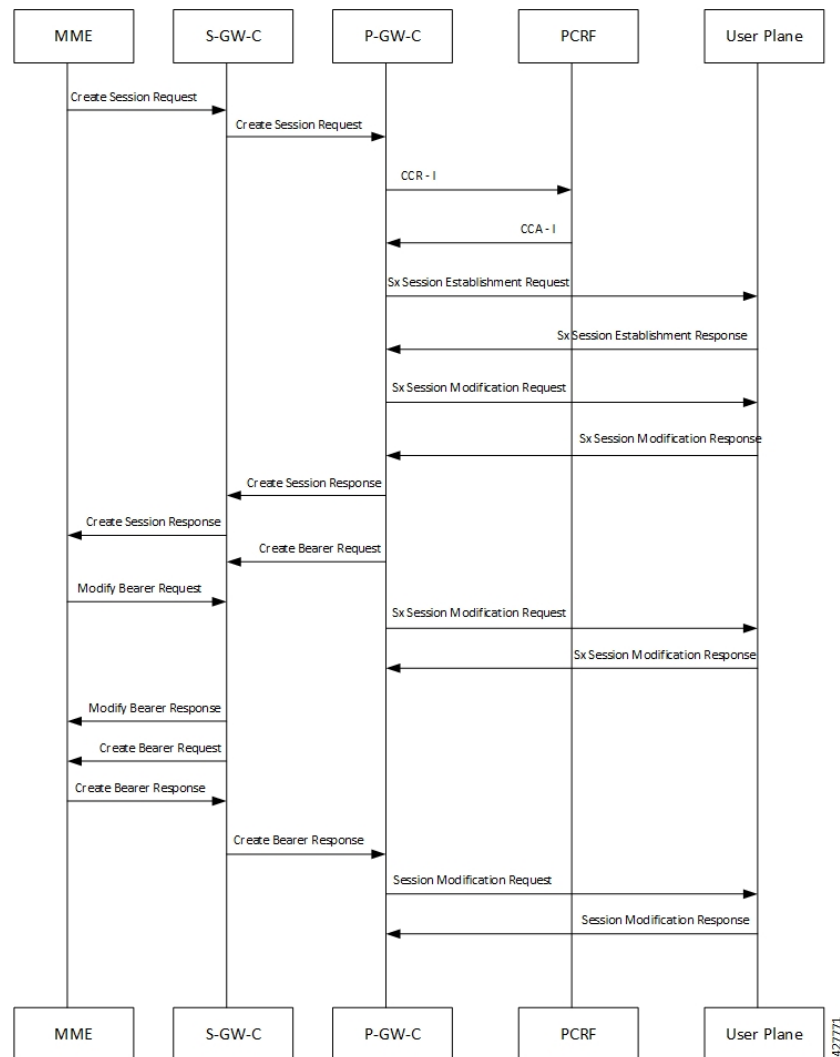 MME
S-GW-C
P-GW-C
PCRF
User Plane
Create Session Request
Create Session Request
CCR - I
CCA - I
Sx Session Establishment Request
Sx Session Establishment Response
Sx Session Modification Request
Sx Session Modification Response
Create Session Response
Create Session Response
Create Bearer Request
Modify Bearer Request
Sx Session Modification Request
Sx Session Modification Response
Modify Bearer Response
Create Bearer Request
Create Bearer Response
Create Bearer Response
Session Modification Request
Session Modification Response
MME
S-GW-C
P-GW-C
PCRF
User Plane
427771